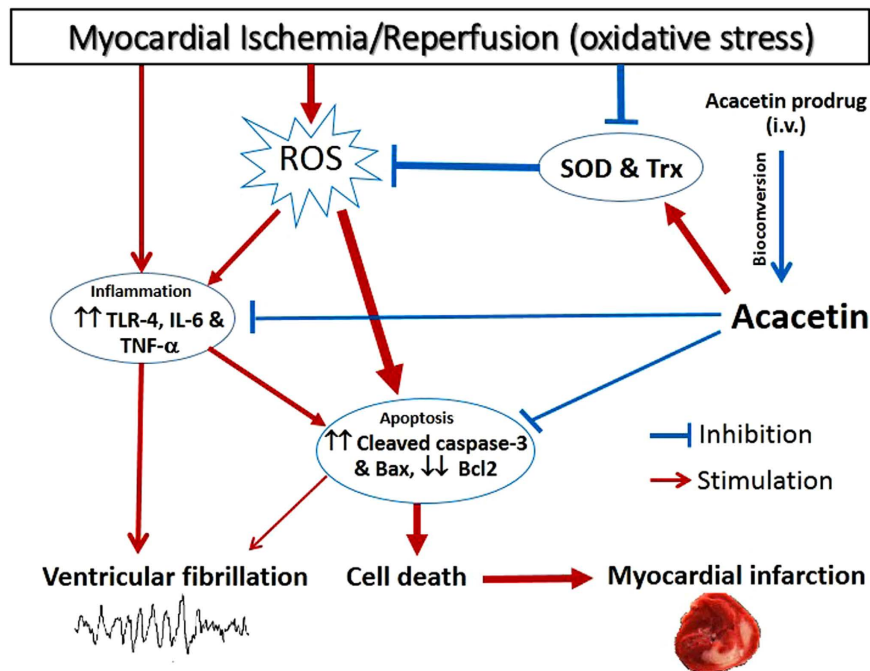 Myocardial Ischemia/Reperfusion (oxidative stress)
Acacetin prodrug
(i.v.)
ROS
SOD & Trx
Bioconversion
Inflammation
↑↑ TLR-4, IL-6 &
TNF-α
Acacetin
Apoptosis
↑↑ Cleaved caspase-3
& Bax, ↓↓ Bcl2
Inhibition
Stimulation
Ventricular fibrillation
Cell death
Myocardial infarction